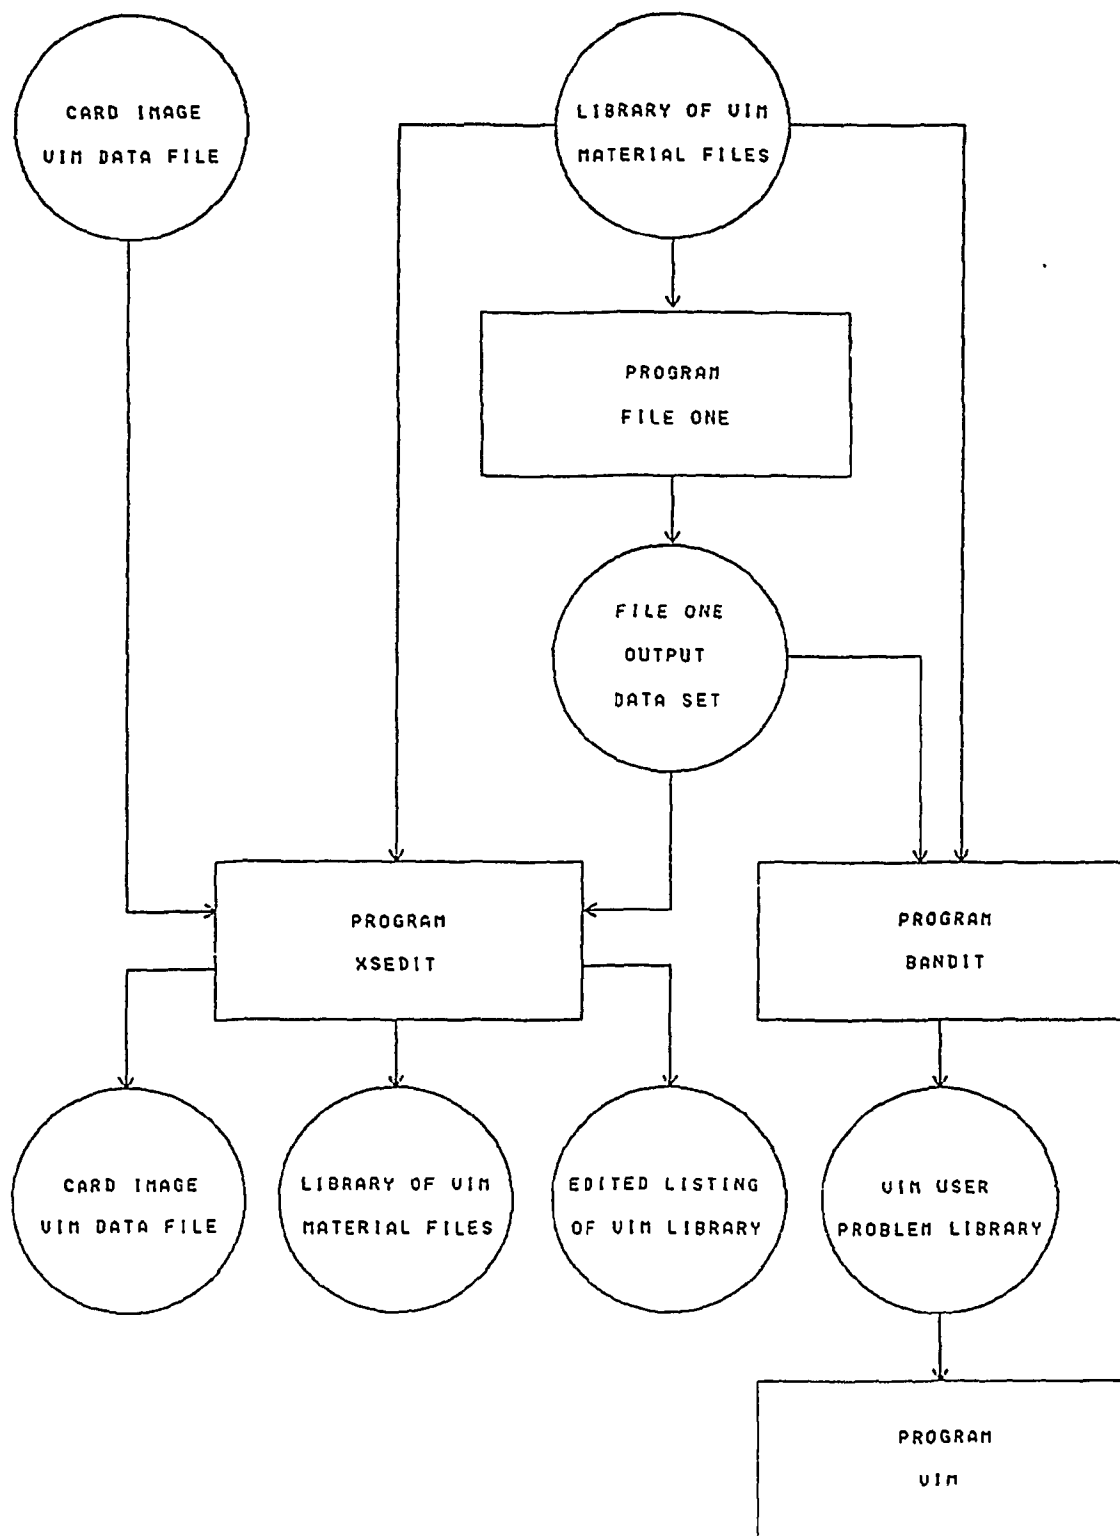 CARD IMAGE
VIM DATA FILE
LIBRARY OF VIM
MATERIAL FILES
PROGRAM
FILE ONE
FILE ONE
OUTPUT
DATA SET
PROGRAM
XSEDIT
PROGRAM
BANDIT
CARD IMAGE
VIM DATA FILE
LIBRARY OF VIM
MATERIAL FILES
EDITED LISTING
OF VIM LIBRARY
VIM USER
PROBLEM LIBRARY
PROGRAM
VIM